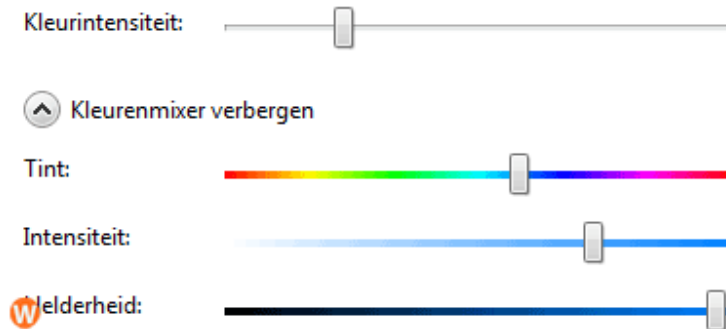 Kleurintensiteit:
Kleurenmixer verbergen
Tint:
Intensiteit:
Helderheid:
W